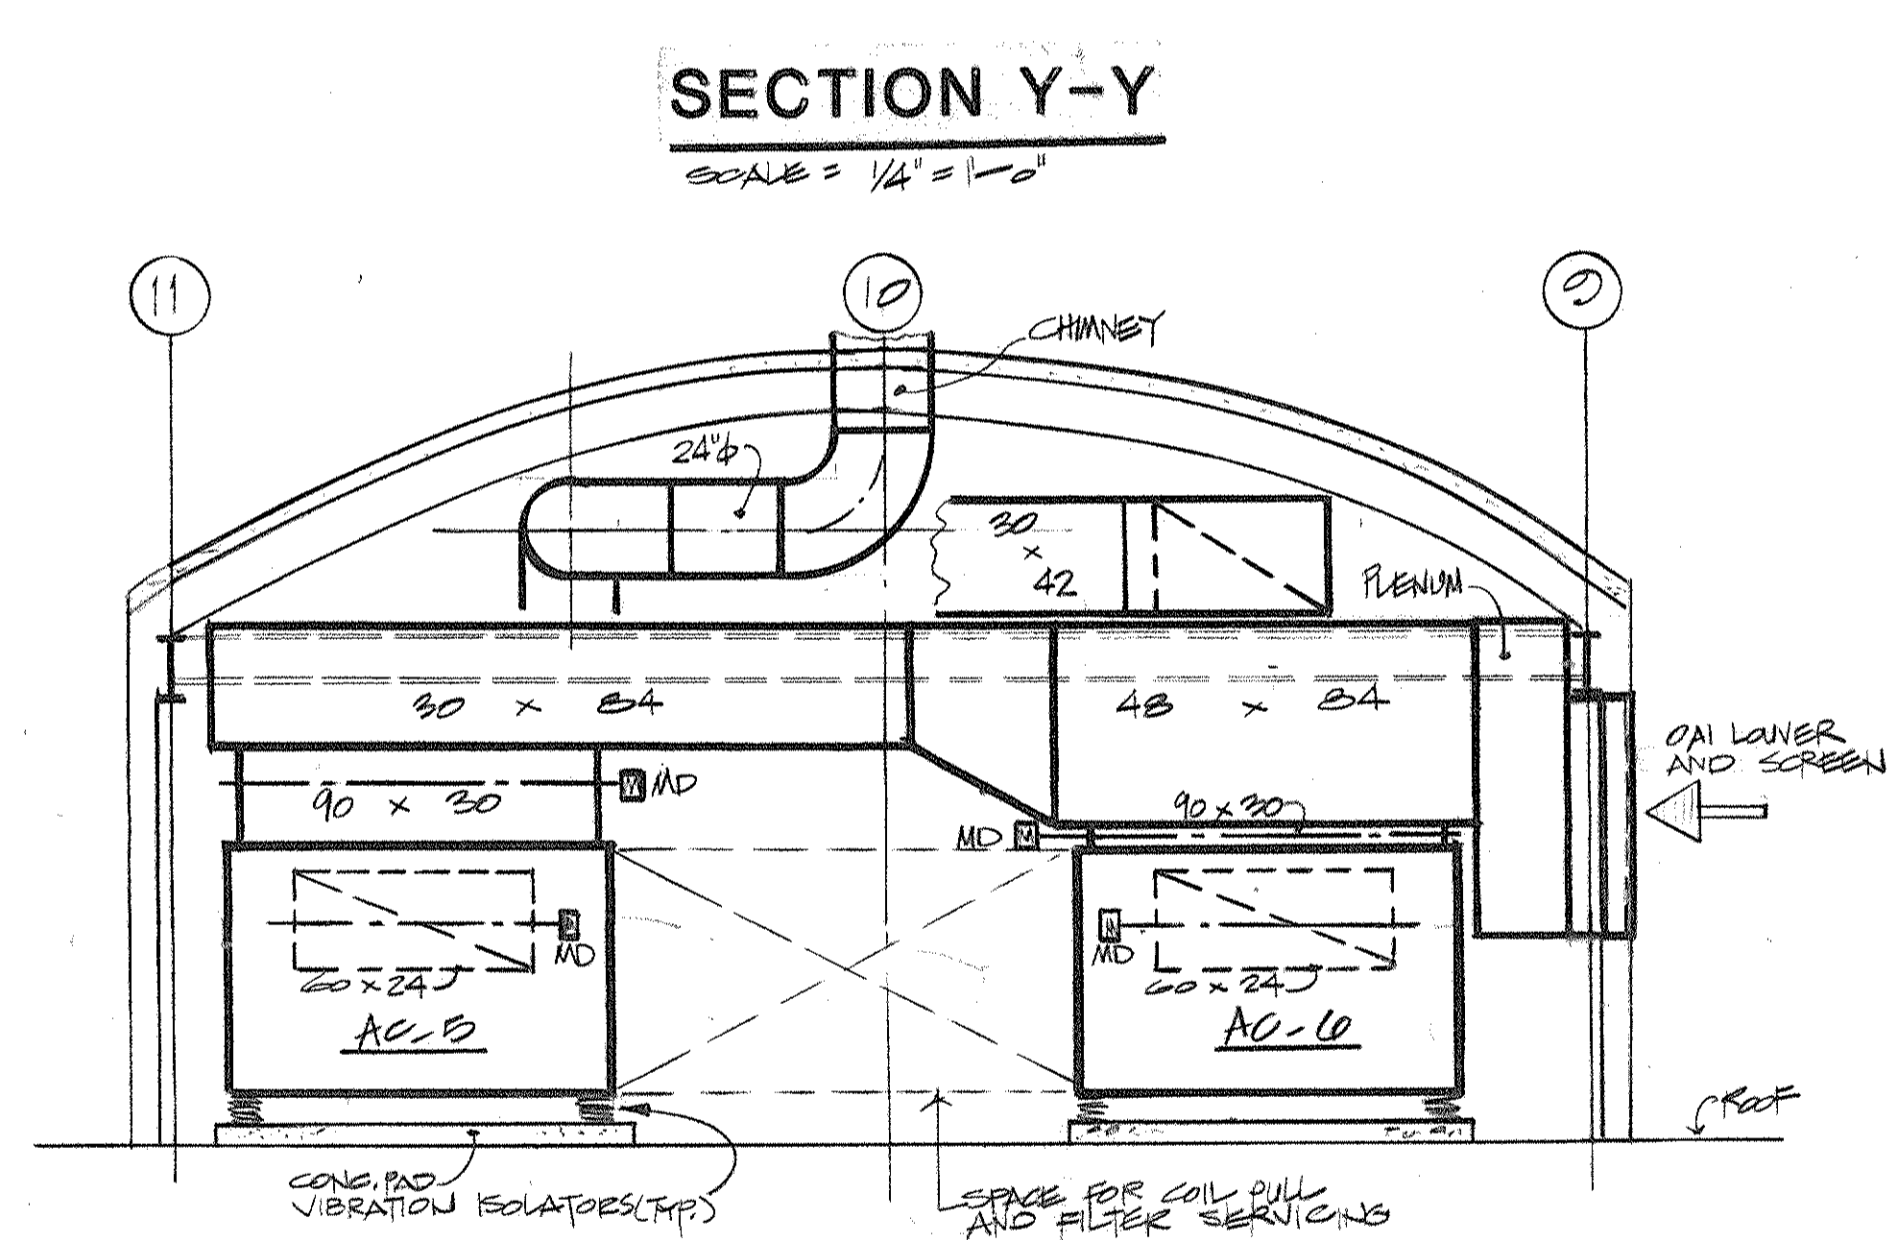 SECTION Y-Y
SCALE = 1/4" = 1'-0"
11
10
9
CHIMNEY
24"ϕ
30
x
42
PLENUM
30 x 84
48 x 84
OAI LOUVER
AND SCREEN
MD
90 x 30
90 x 30
MD
MD
MD
60 x 24
60 x 24
AC-5
AC-6
ROOF
CONC. PAD
VIBRATION ISOLATORS (TYP.)
SPACE FOR COIL PULL
AND FILTER SERVICING